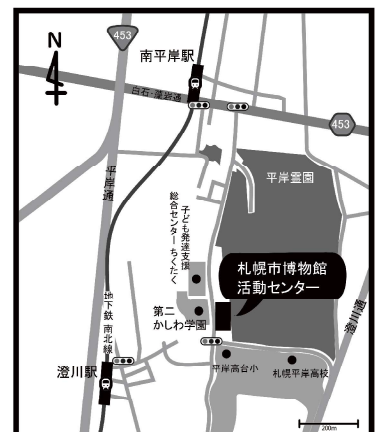 453
N
南平岸駅
白石・藻岩通
453
平岸通
平岸霊園
子ども発達支援
総合センター ちくたく
札幌市博物館
活動センター
地下鉄 南北線
第二
かしわ学園
澄川通
澄川駅
平岸高台小
札幌平岸高校
200m